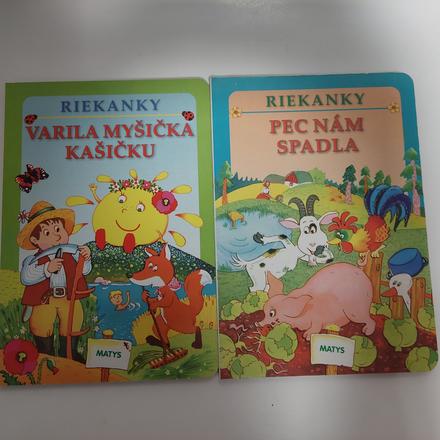 RIEKANKY
VARILA MYŠIČKA
KAŠIČKU
MATYS
RIEKANKY
PEC NÁM
SPADLA
MATYS